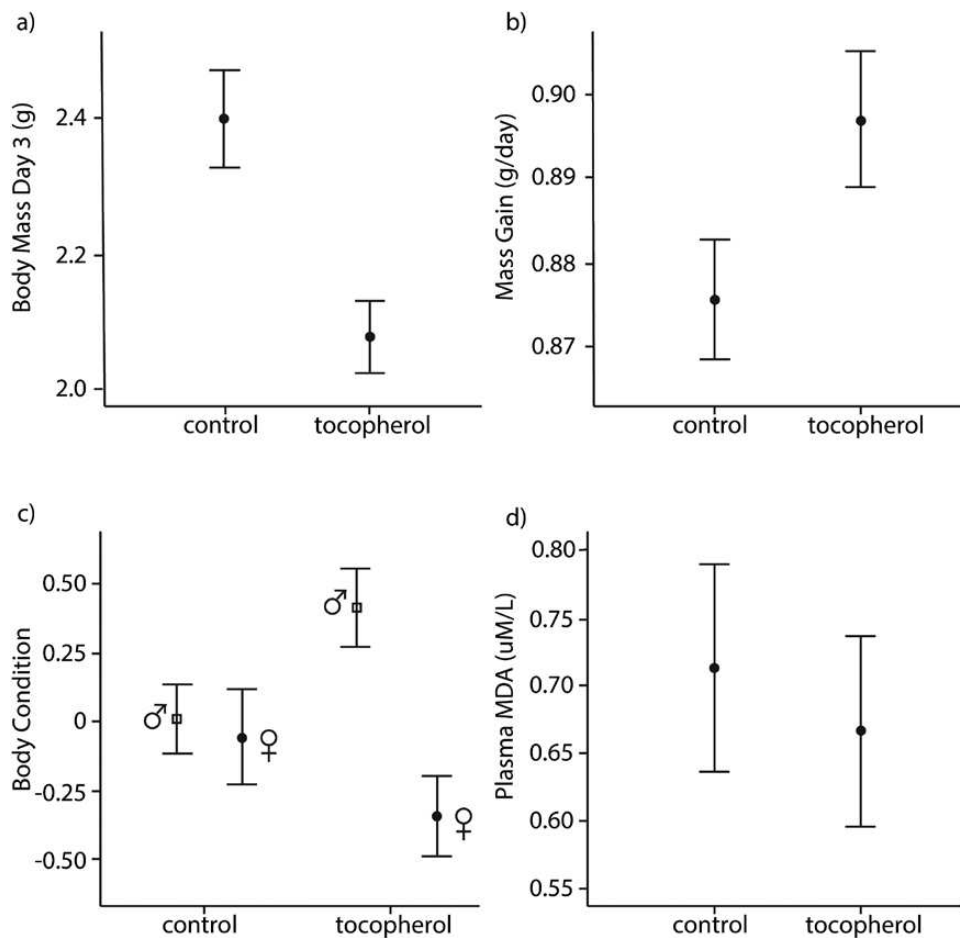 a)
Body Mass Day 3 (g)
2.4
2.2
2.0
control tocopherol
b)
Mass Gain (g/day)
0.90
0.89
0.88
0.87
control tocopherol
c)
Body Condition
0.50
0.25
0
-0.25
-0.50
♂
♀
♂
♀
control tocopherol
d)
Plasma MDA (uM/L)
0.80
0.75
0.70
0.65
0.60
0.55
control tocopherol